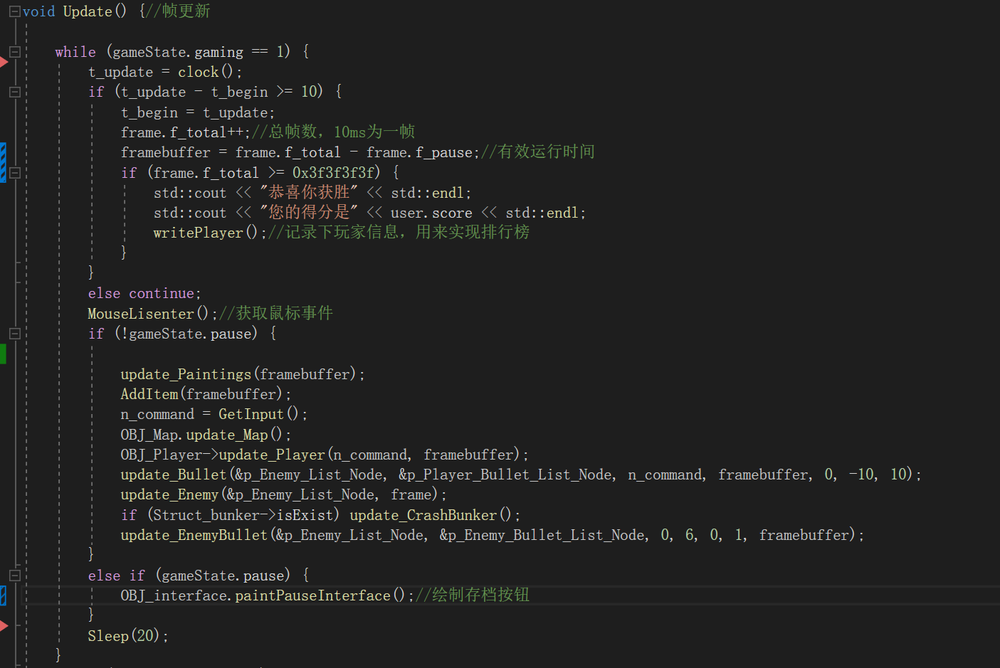 void Update() {//帧更新
while (gameState.gaming == 1) {
t_update = clock();
if (t_update - t_begin >= 10) {
t_begin = t_update;
frame.f_total++;//总帧数，10ms为一帧
framebuffer = frame.f_total - frame.f_pause;//有效运行时间
if (frame.f_total >= 0x3f3f3f3f) {
std::cout << "恭喜你获胜" << std::endl;
std::cout << "您的得分是" << user.score << std::endl;
writePlayer();//记录下玩家信息，用来实现排行榜
}
}
else continue;
MouseLisenter();//获取鼠标事件
if (!gameState.pause) {
update_Paintings(framebuffer);
AddItem(framebuffer);
n_command = GetInput();
OBJ_Map.update_Map();
OBJ_Player->update_Player(n_command, framebuffer);
update_Bullet(&p_Enemy_List_Node, &p_Player_Bullet_List_Node, n_command, framebuffer, 0, -10, 10);
update_Enemy(&p_Enemy_List_Node, frame);
if (Struct_bunker->isExist) update_CrashBunker();
update_EnemyBullet(&p_Enemy_List_Node, &p_Enemy_Bullet_List_Node, 0, 6, 0, 1, framebuffer);
}
else if (gameState.pause) {
OBJ_interface.paintPauseInterface();//绘制存档按钮
}
Sleep(20);
}